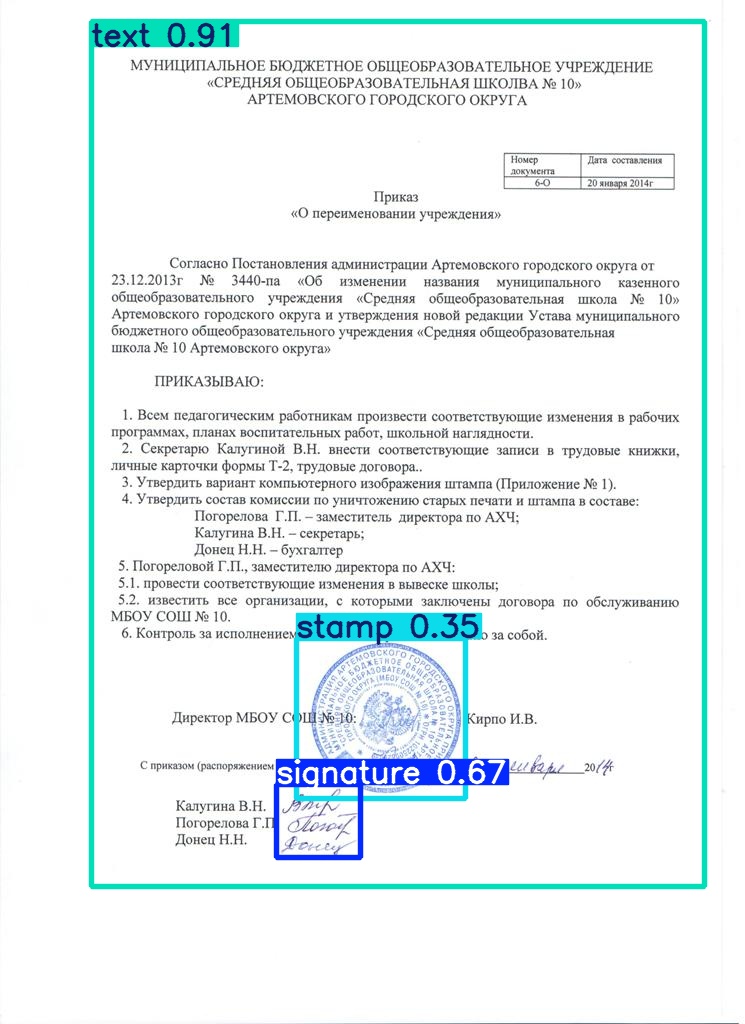 text 0.91
МУНИЦИПАЛЬНОЕ БЮДЖЕТНОЕ ОБЩЕОБРАЗОВАТЕЛЬНОЕ УЧРЕЖДЕНИЕ
«СРЕДНЯЯ ОБЩЕОБРАЗОВАТЕЛЬНАЯ ШКОЛВА № 10»
АРТЕМОВСКОГО ГОРОДСКОГО ОКРУГА
Номер документа Дата составления
6-О 20 января 2014г
Приказ
«О переименовании учреждения»
Согласно Постановления администрации Артемовского городского округа от
23.12.2013г № 3440-па «Об изменении названия муниципального казенного
общеобразовательного учреждения «Средняя общеобразовательная школа № 10»
Артемовского городского округа и утверждения новой редакции Устава муниципального
бюджетного общеобразовательного учреждения «Средняя общеобразовательная
школа № 10 Артемовского округа»
ПРИКАЗЫВАЮ:
1. Всем педагогическим работникам произвести соответствующие изменения в рабочих
программах, планах воспитательных работ, школьной наглядности.
2. Секретарю Калугиной В.Н. внести соответствующие записи в трудовые книжки,
личные карточки формы Т-2, трудовые договора..
3. Утвердить вариант компьютерного изображения штампа (Приложение № 1).
4. Утвердить состав комиссии по уничтожению старых печати и штампа в составе:
Погорелова Г.П. – заместитель директора по АХЧ;
Калугина В.Н. – секретарь;
Донец Н.Н. – бухгалтер
5. Погореловой Г.П., заместителю директора по АХЧ:
5.1. провести соответствующие изменения в вывеске школы;
5.2. известить все организации, с которыми заключены договора по обслуживанию
МБОУ СОШ № 10.
stamp 0.35
6. Контроль за исполнением за собой.
Директор МБОУ СОШ № 10: Кирпо И.В.
С приказом (распоряжением января 2014г
signature 0.67
Калугина В.Н.
Погорелова Г.П
Донец Н.Н. Донец